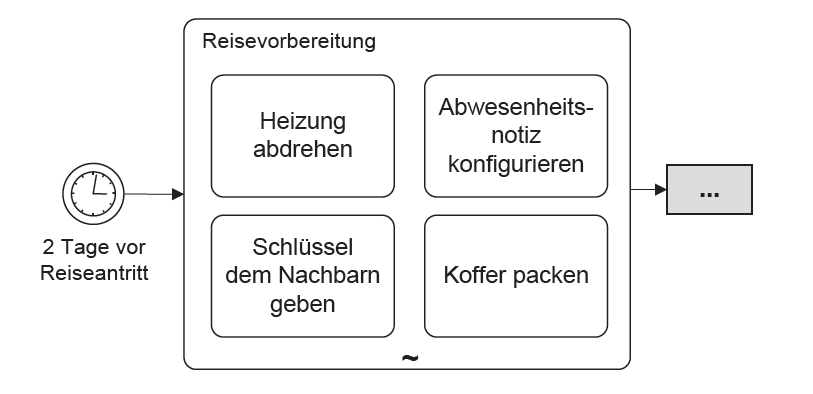 Reisevorbereitung
Heizung
abdrehen
Abwesenheits-
notiz
konfigurieren
2 Tage vor
Reiseantritt
Schlüssel
dem Nachbarn
geben
Koffer packen
~
...